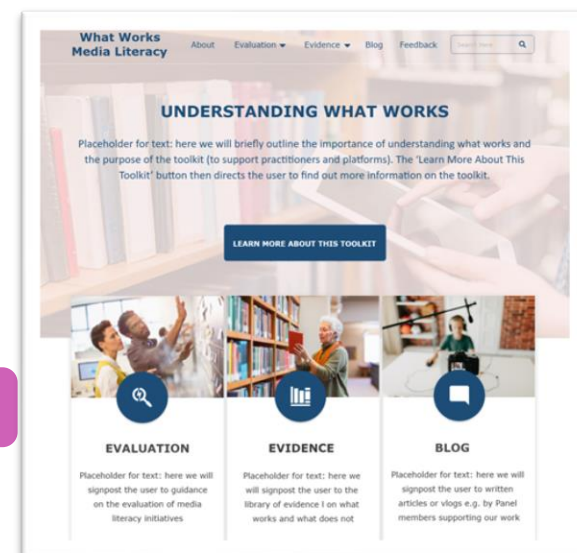 What Works
Media Literacy
About Evaluation Evidence Blog Feedback Search Here
UNDERSTANDING WHAT WORKS
Placeholder for text: here we will briefly outline the importance of understanding what works and
the purpose of the toolkit (to support practitioners and platforms). The 'Learn More About This
Toolkit' button then directs the user to find out more information on the toolkit.
LEARN MORE ABOUT THIS TOOLKIT
EVALUATION
Placeholder for text: here we will
signpost the user to guidance
on the evaluation of media
literacy initiatives
EVIDENCE
Placeholder for text: here we
will signpost the user to the
library of evidence I on what
works and what does not
BLOG
Placeholder for text: here we will
signpost the user to written
articles or vlogs e.g. by Panel
members supporting our work